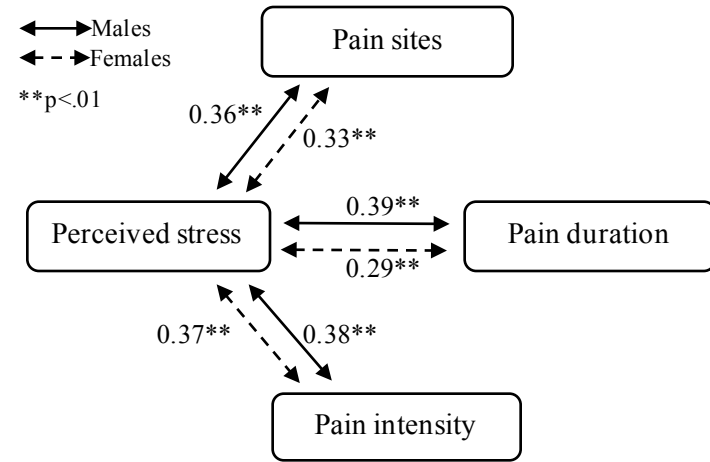 Males
Females
**p<.01
Pain sites
0.36**
0.33**
Perceived stress
0.39**
0.29**
Pain duration
0.37**
0.38**
Pain intensity